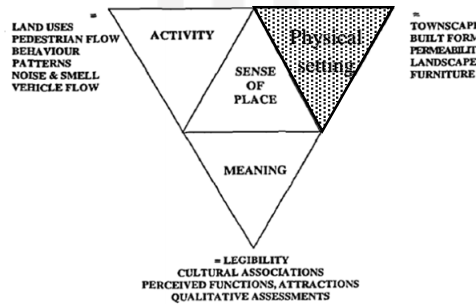 =
LAND USES
PEDESTRIAN FLOW
BEHAVIOUR
PATTERNS
NOISE & SMELL
VEHICLE FLOW
ACTIVITY
SENSE
OF
PLACE
Physical
setting
=
TOWNSCAPE
BUILT FORM
PERMEABILIT
LANDSCAPE
FURNITURE
MEANING
= LEGIBILITY
CULTURAL ASSOCIATIONS
PERCEIVED FUNCTIONS, ATTRACTIONS
QUALITATIVE ASSESSMENTS